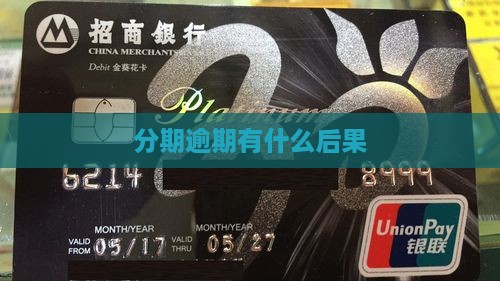 招商銀行
CHINA MERCHANTS
Debit 金葵花卡
Platinum
分期逾期有什么后果
6214 8999
MONTH/YEAR MONTH/YEAR
VALID FROM 05/17 VALID THRU 05/27
UnionPay
银联